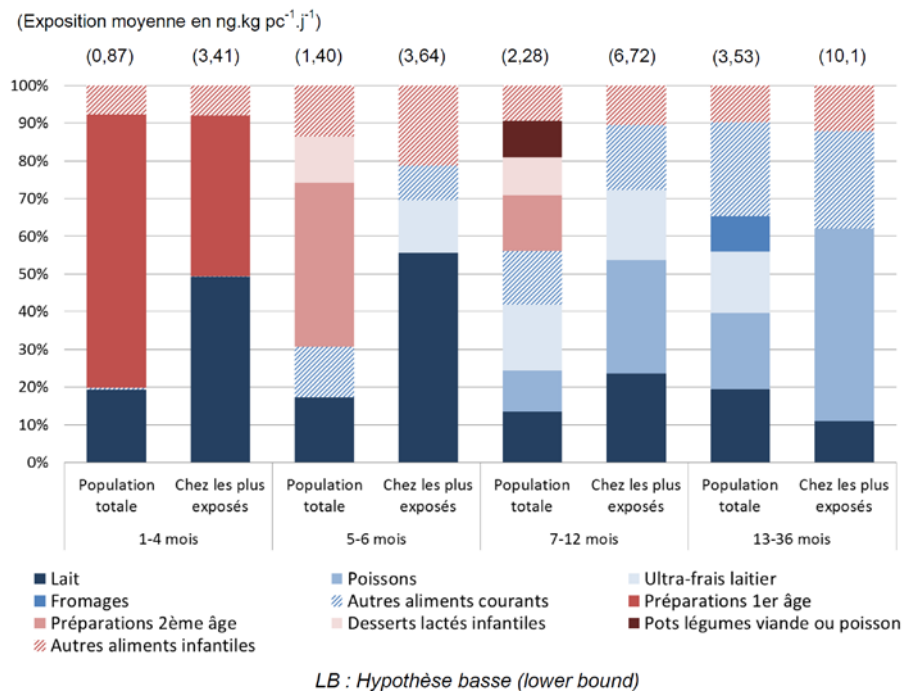 (Exposition moyenne en ng.kg pc⁻¹.j⁻¹)
(0,87) (3,41) (1,40) (3,64) (2,28) (6,72) (3,53) (10,1)
100%
90%
80%
70%
60%
50%
40%
30%
20%
10%
0%
Population Chez les plus Population Chez les plus Population Chez les plus Population Chez les plus
totale exposés totale exposés totale exposés totale exposés
1-4 mois 5-6 mois 7-12 mois 13-36 mois
Lait Poissons Ultra-frais laitier
Fromages Autres aliments courants Préparations 1er âge
Préparations 2ème âge Desserts lactés infantiles Pots légumes viande ou poisson
Autres aliments infantiles
LB : Hypothèse basse (lower bound)